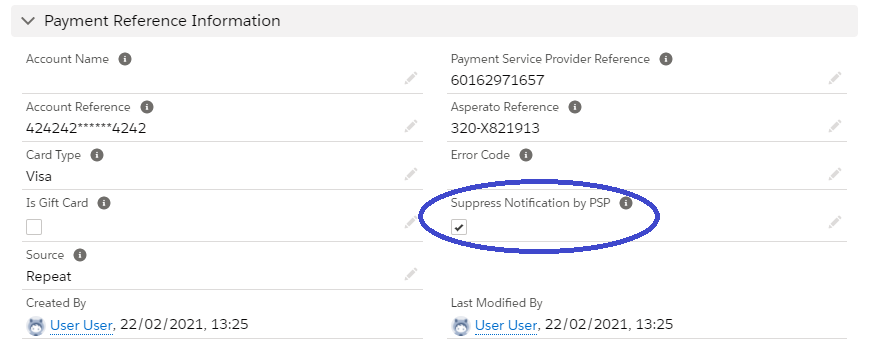 Payment Reference Information
Account Name
Payment Service Provider Reference
60162971657
Account Reference
424242******4242
Asperato Reference
320-X821913
Card Type
Visa
Error Code
Is Gift Card
Suppress Notification by PSP
Source
Repeat
Created By
User User, 22/02/2021, 13:25
Last Modified By
User User, 22/02/2021, 13:25